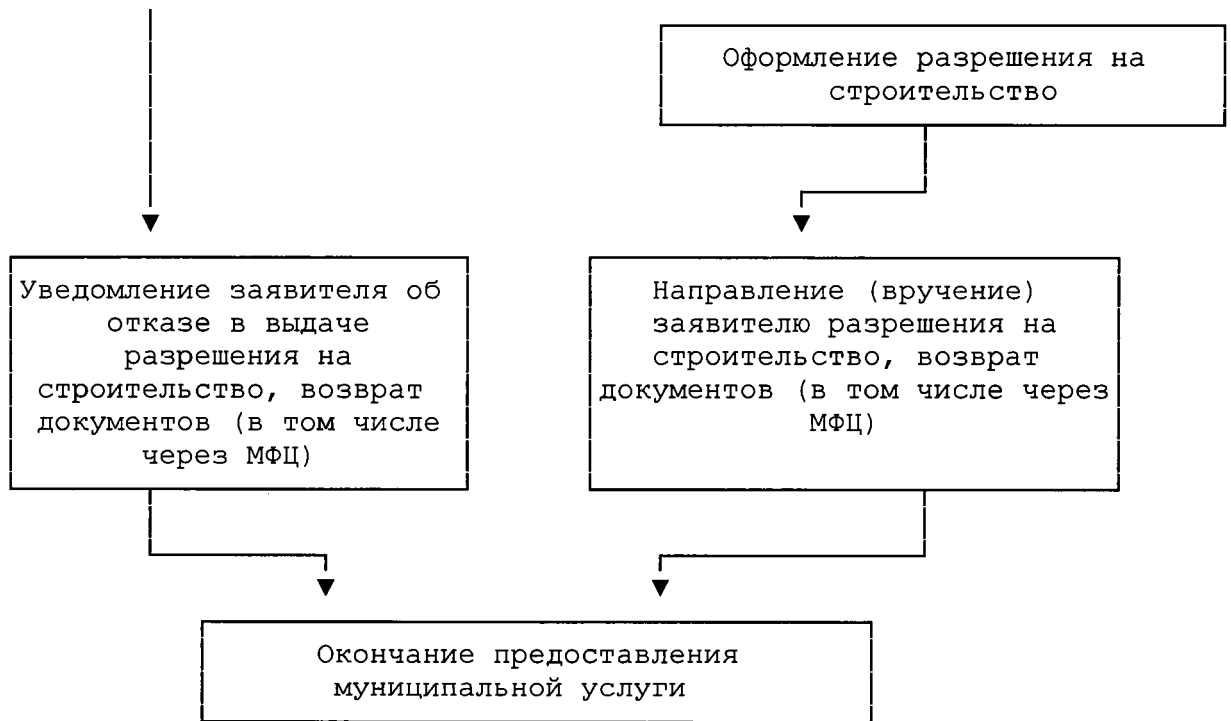 Оформление разрешения на
строительство
Уведомление заявителя об
отказе в выдаче
разрешения на
строительство, возврат
документов (в том числе
через МФЦ)
Направление (вручение)
заявителю разрешения на
строительство, возврат
документов (в том числе через
МФЦ)
Окончание предоставления
муниципальной услуги